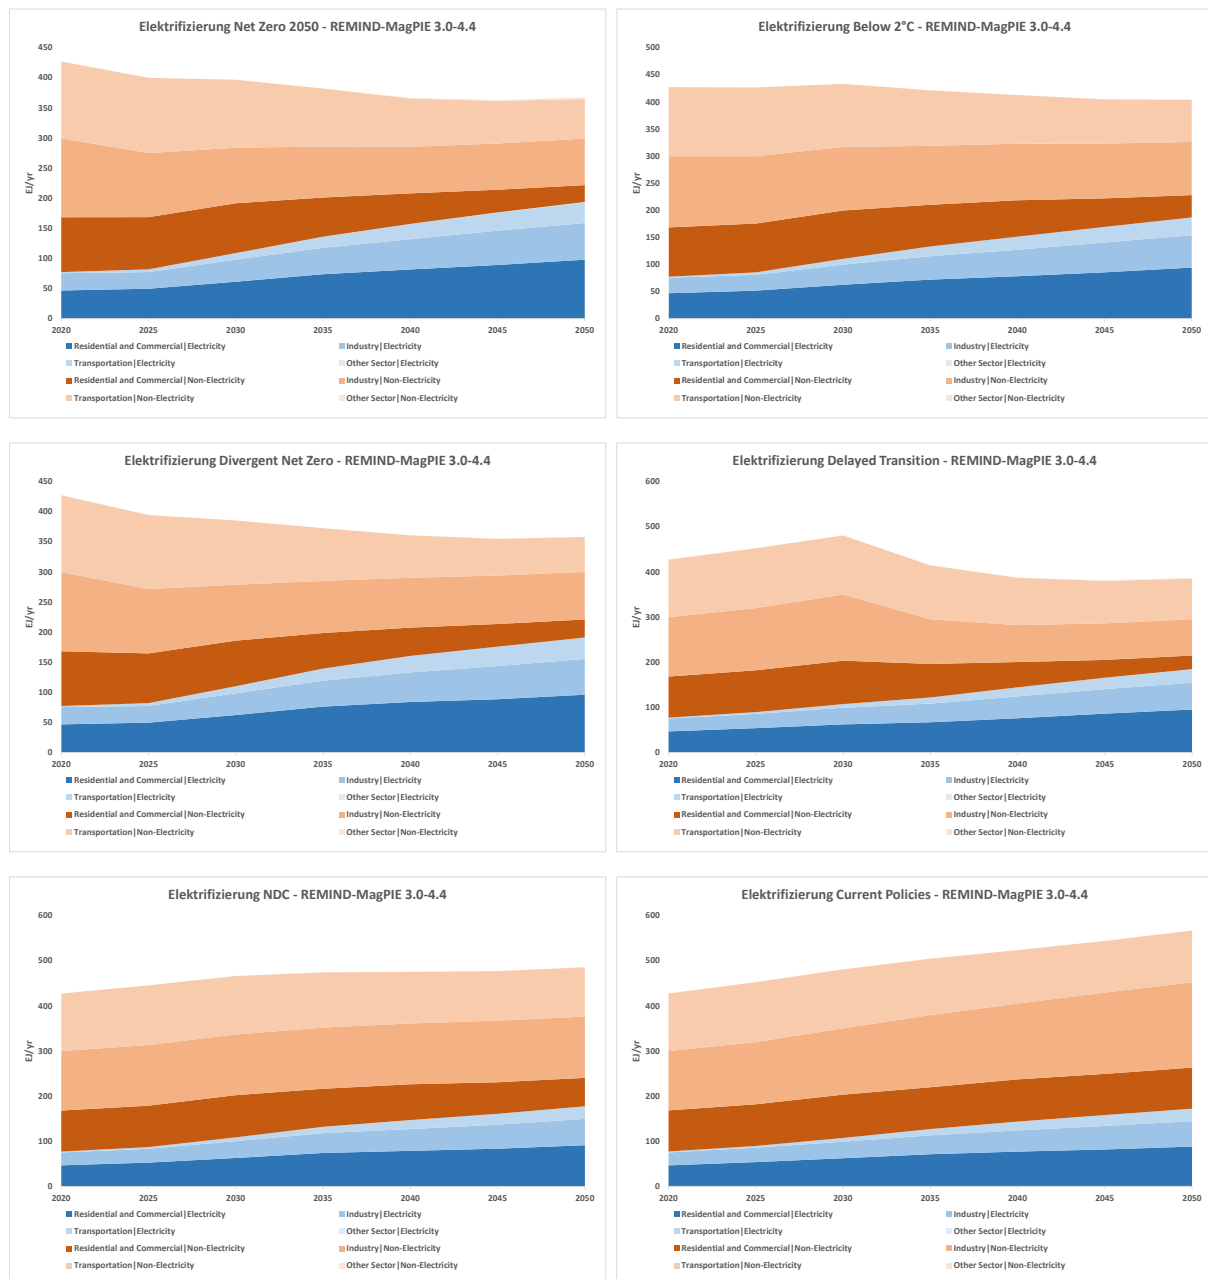 Elektrifizierung Net Zero 2050 - REMIND-MagPIE 3.0-4.4
450
400
350
300
250
200
150
100
50
0
EJ/yr
2020 2025 2030 2035 2040 2045 2050
Residential and Commercial|Electricity Industry|Electricity
Transportation|Electricity Other Sector|Electricity
Residential and Commercial|Non-Electricity Industry|Non-Electricity
Transportation|Non-Electricity Other Sector|Non-Electricity
Elektrifizierung Below 2°C - REMIND-MagPIE 3.0-4.4
500
450
400
350
300
250
200
150
100
50
0
EJ/yr
2020 2025 2030 2035 2040 2045 2050
Residential and Commercial|Electricity Industry|Electricity
Transportation|Electricity Other Sector|Electricity
Residential and Commercial|Non-Electricity Industry|Non-Electricity
Transportation|Non-Electricity Other Sector|Non-Electricity
Elektrifizierung Divergent Net Zero - REMIND-MagPIE 3.0-4.4
450
400
350
300
250
200
150
100
50
0
EJ/yr
2020 2025 2030 2035 2040 2045 2050
Residential and Commercial|Electricity Industry|Electricity
Transportation|Electricity Other Sector|Electricity
Residential and Commercial|Non-Electricity Industry|Non-Electricity
Transportation|Non-Electricity Other Sector|Non-Electricity
Elektrifizierung Delayed Transition - REMIND-MagPIE 3.0-4.4
600
500
400
300
200
100
0
EJ/yr
2020 2025 2030 2035 2040 2045 2050
Residential and Commercial|Electricity Industry|Electricity
Transportation|Electricity Other Sector|Electricity
Residential and Commercial|Non-Electricity Industry|Non-Electricity
Transportation|Non-Electricity Other Sector|Non-Electricity
Elektrifizierung NDC - REMIND-MagPIE 3.0-4.4
600
500
400
300
200
100
0
EJ/yr
2020 2025 2030 2035 2040 2045 2050
Residential and Commercial|Electricity Industry|Electricity
Transportation|Electricity Other Sector|Electricity
Residential and Commercial|Non-Electricity Industry|Non-Electricity
Transportation|Non-Electricity Other Sector|Non-Electricity
Elektrifizierung Current Policies - REMIND-MagPIE 3.0-4.4
600
500
400
300
200
100
0
EJ/yr
2020 2025 2030 2035 2040 2045 2050
Residential and Commercial|Electricity Industry|Electricity
Transportation|Electricity Other Sector|Electricity
Residential and Commercial|Non-Electricity Industry|Non-Electricity
Transportation|Non-Electricity Other Sector|Non-Electricity